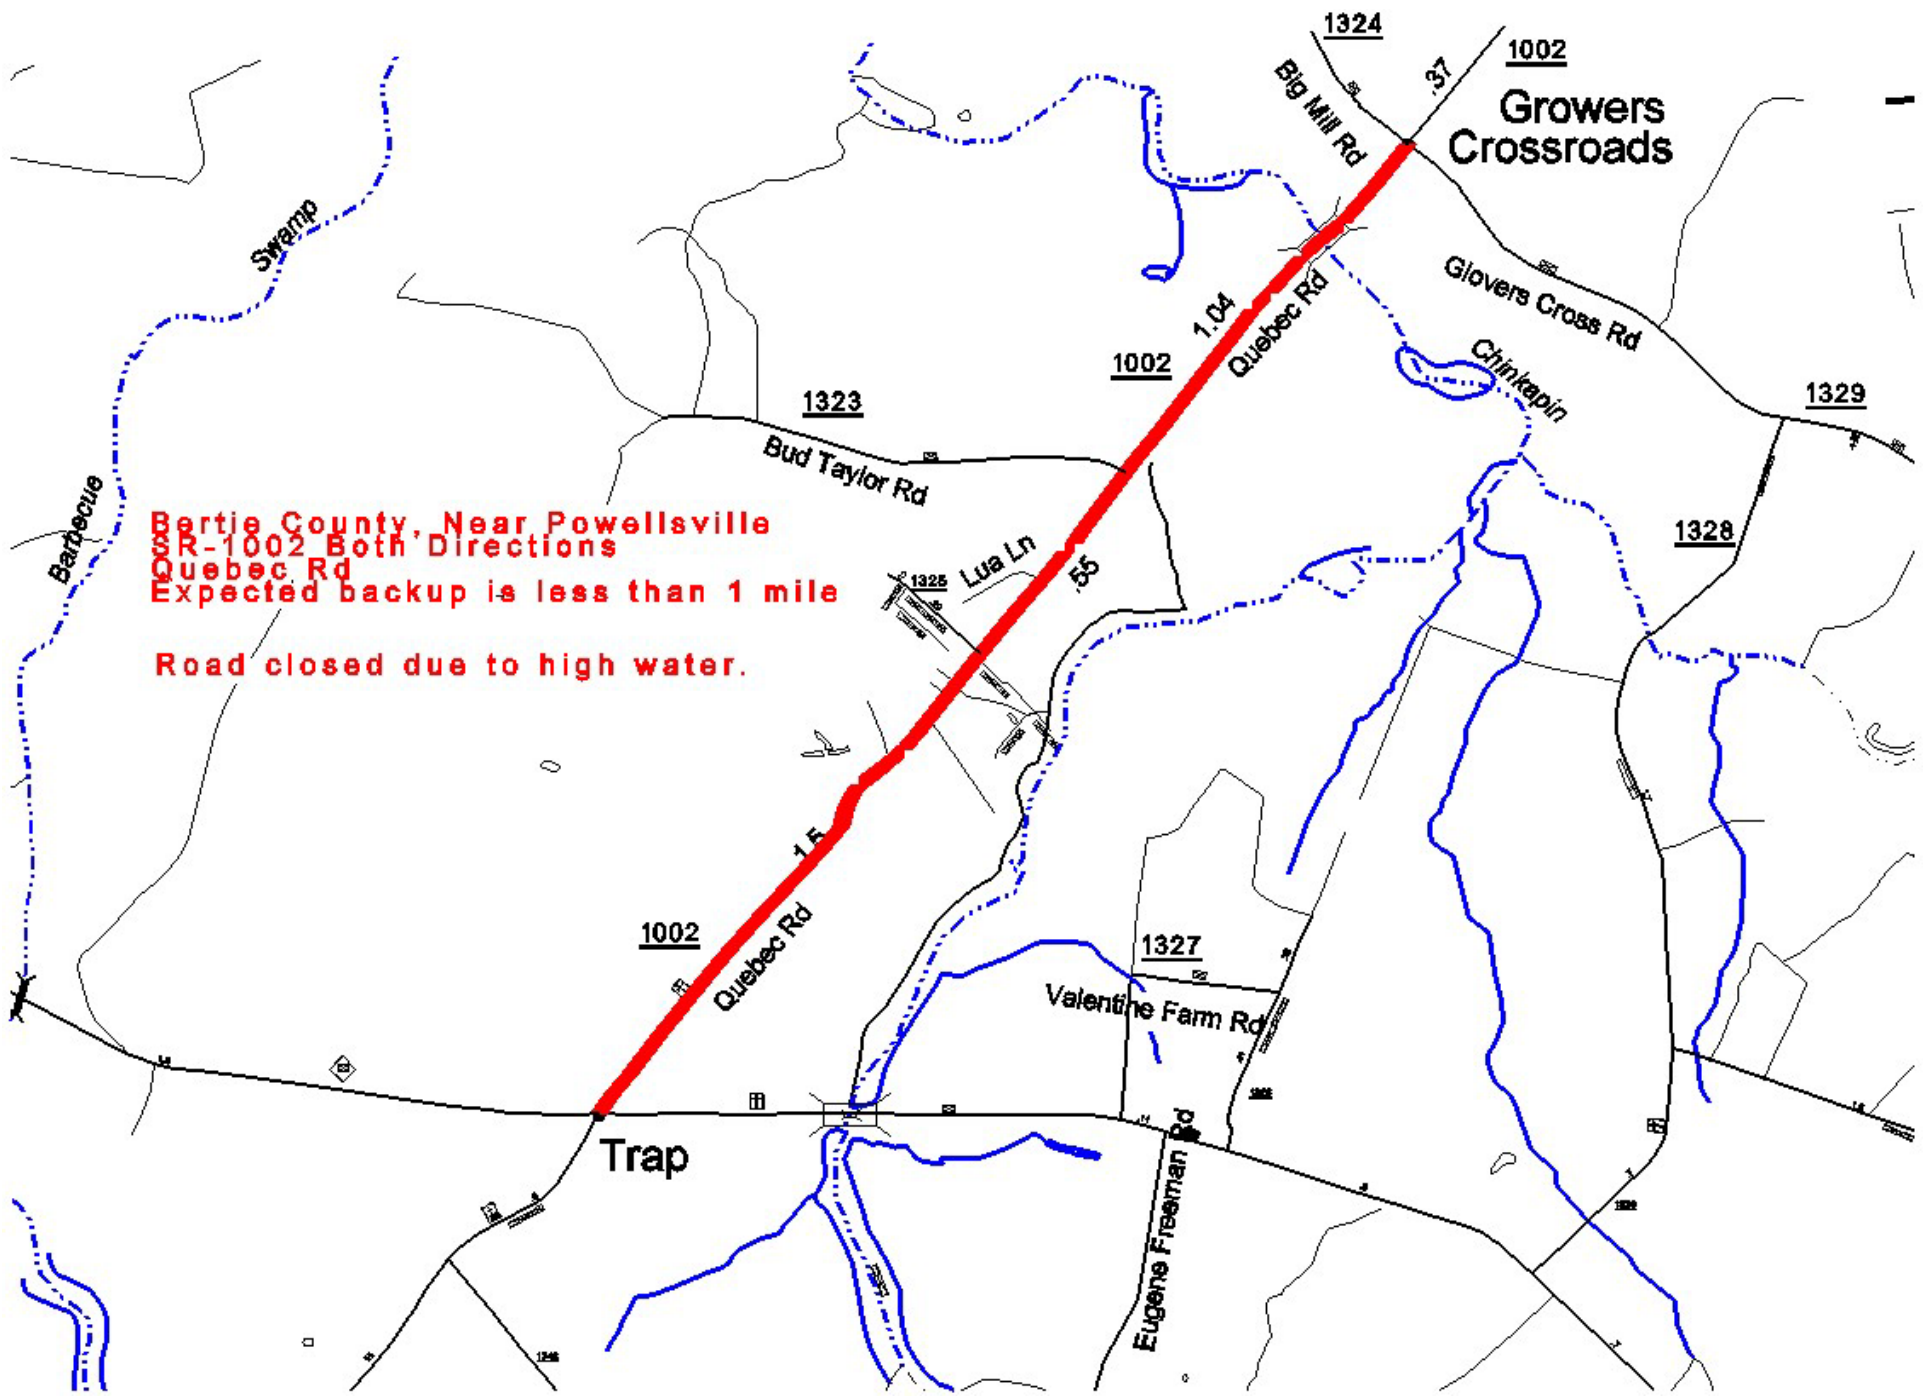 1324
1002
.37
Big Mill Rd
Growers
Crossroads
Swamp
Glovers Cross Rd
1.04
Quebec Rd
1002
Chinkapin
1323
1329
Bud Taylor Rd
Barbecue
Bertie County, Near Powellsville
SR-1002 Both Directions
Quebec Rd
Expected backup is less than 1 mile
Road closed due to high water.
1328
Lua Ln
.55
1325
1.5
1002
Quebec Rd
1327
Valentine Farm Rd
Trap
Eugene Freeman Rd